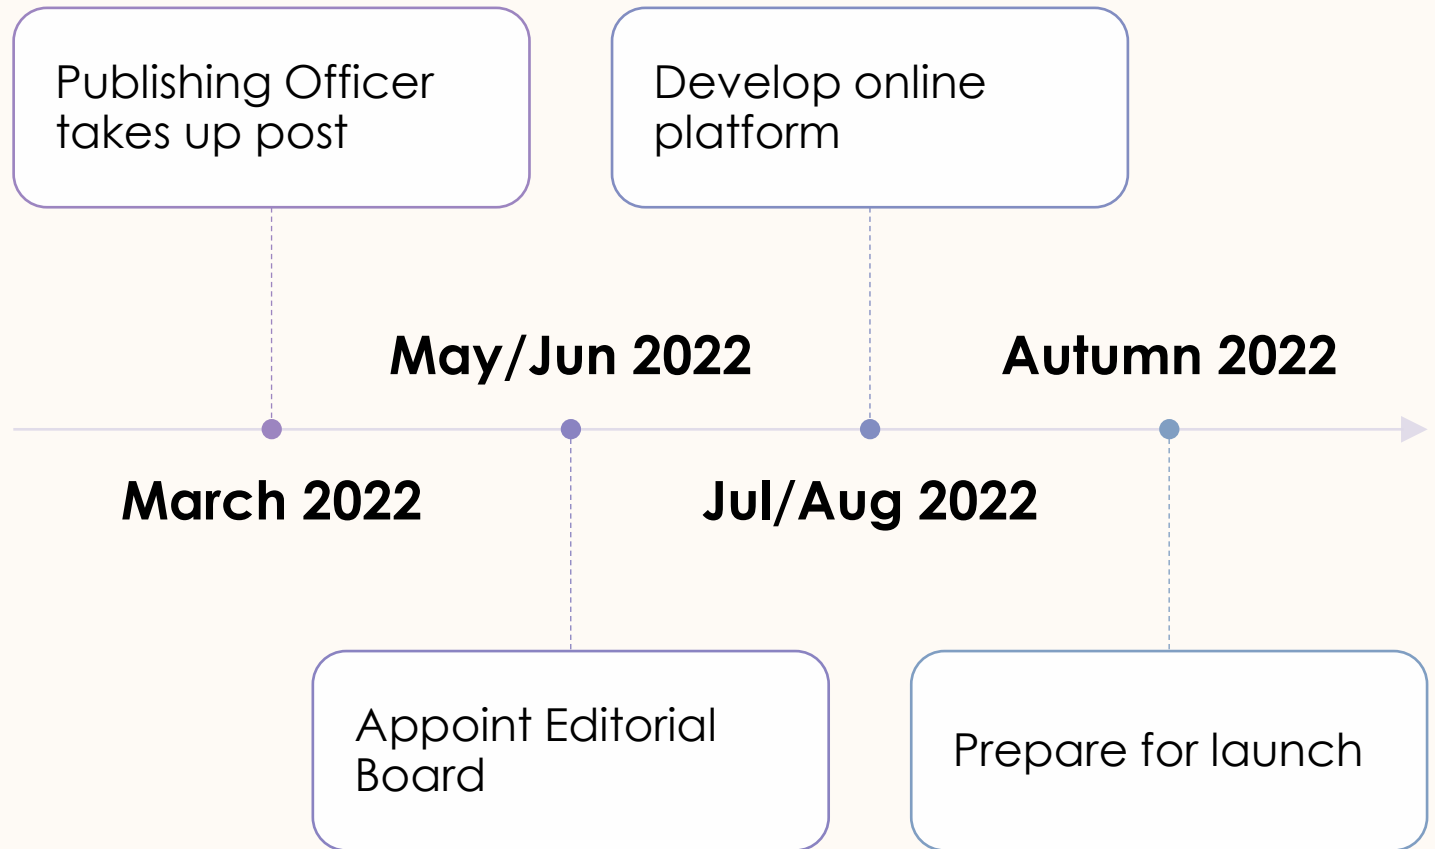 Publishing Officer
takes up post
Develop online
platform
May/Jun 2022
Autumn 2022
March 2022
Jul/Aug 2022
Appoint Editorial
Board
Prepare for launch